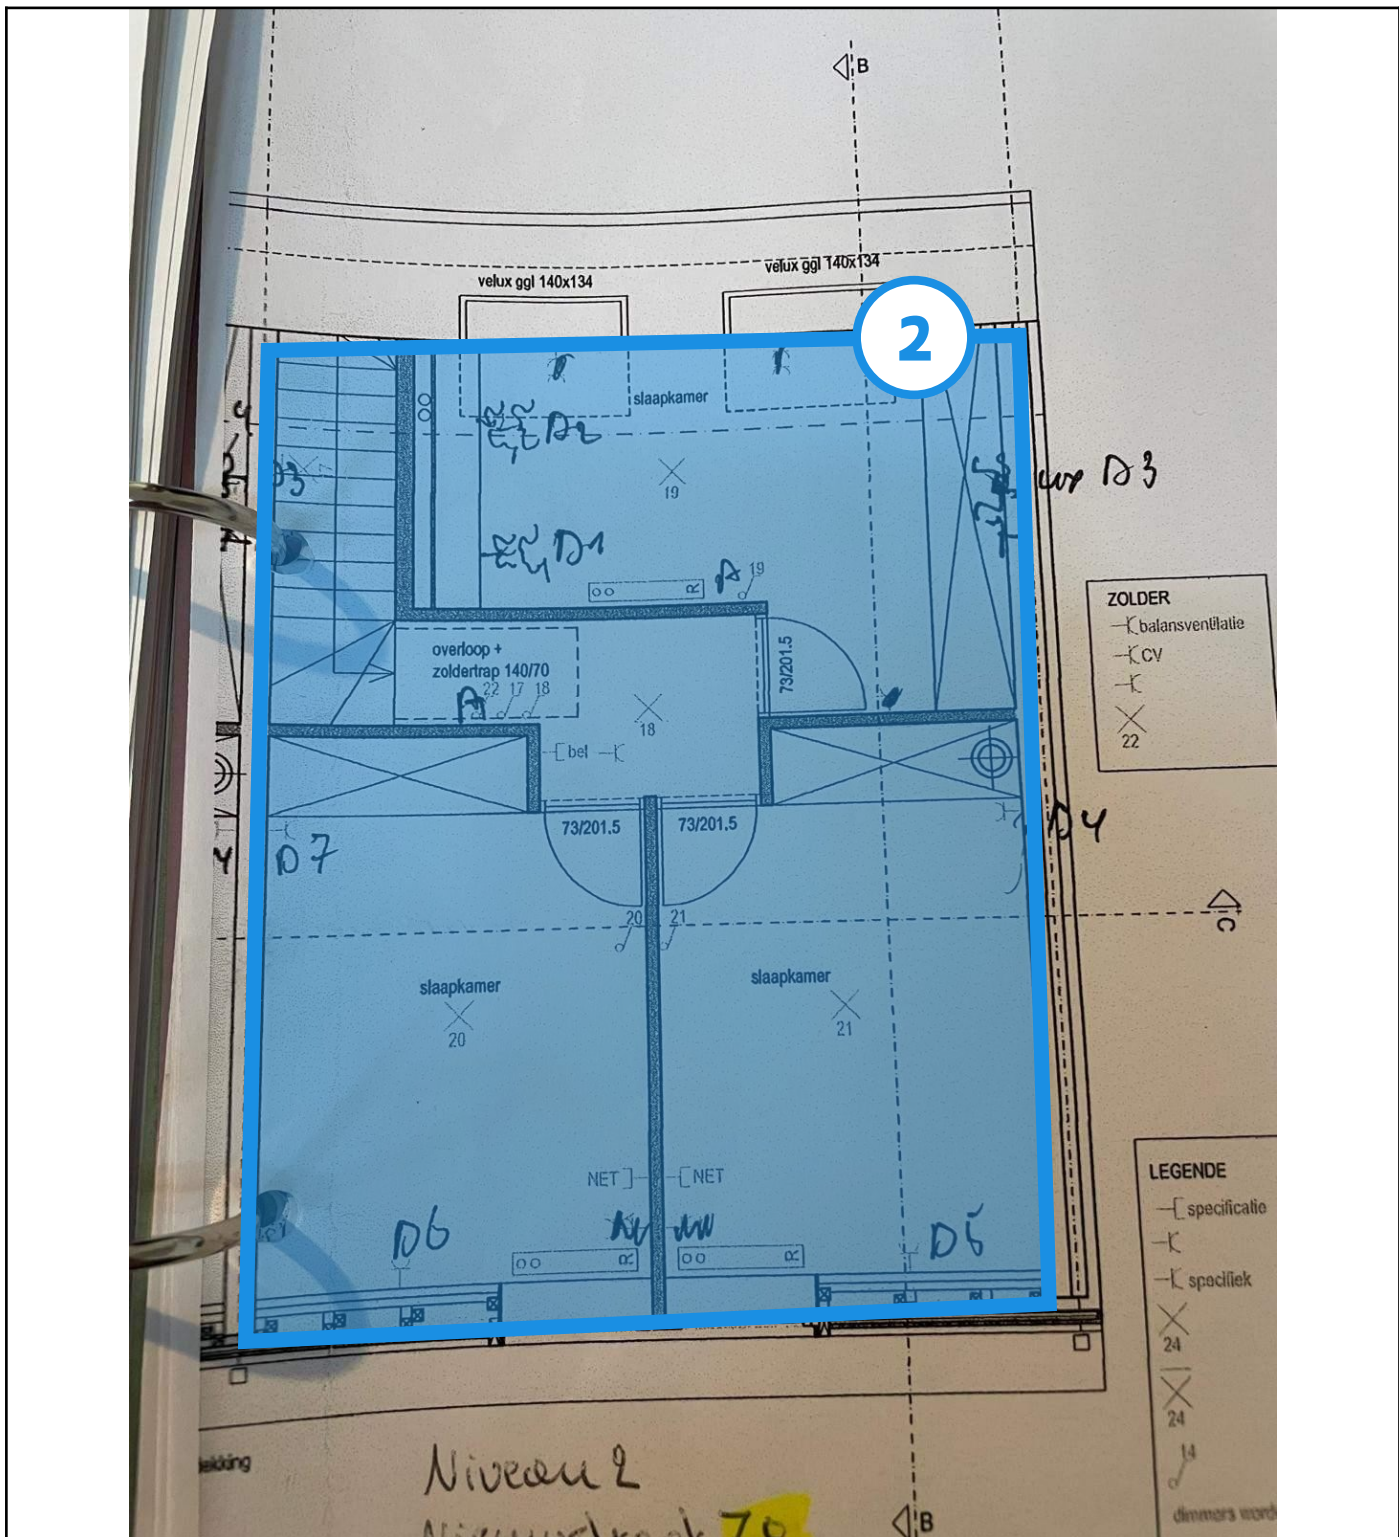 B
velux ggl 140x134
velux ggl 140x134
2
slaapkamer
D2
19
D3
D1
A
19
R
ZOLDER
balansventilatie
CV
22
overloop +
zoldertrap 140/70
A
22 17 18
73/201.5
18
bel
73/201.5
73/201.5
D4
D7
20
21
C
slaapkamer
20
slaapkamer
21
NET
NET
D6
R
R
D5
LEGENDE
specificatie
specifiek
24
24
14
dimmers
Niveau 2
70
B